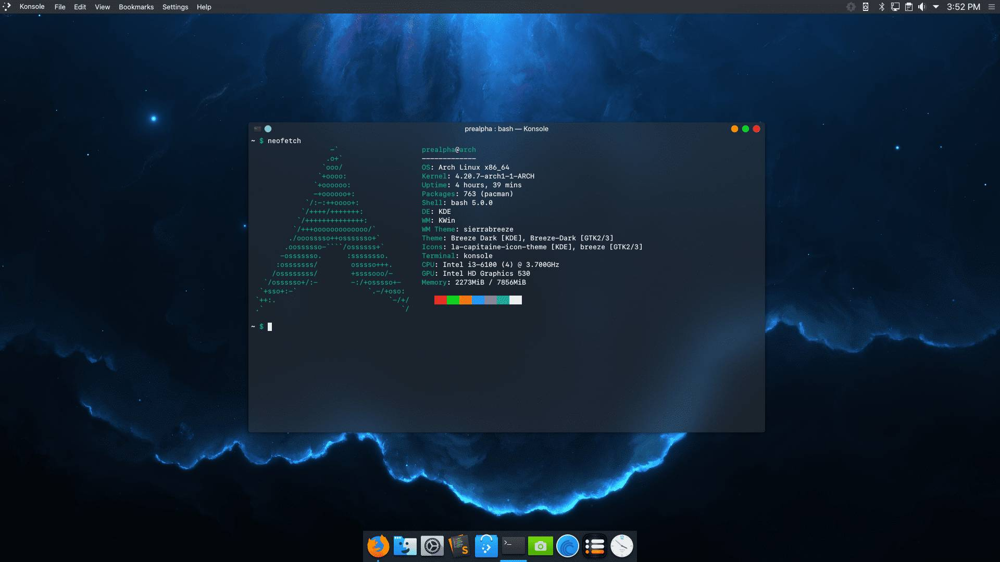 Konsole File Edit View Bookmarks Settings Help 3:52 PM
prealpha : bash — Konsole
~ $ neofetch
-` prealpha@arch
.o+` -------------
`ooo/ OS: Arch Linux x86_64
`+oooo: Kernel: 4.20.7-arch1-1-ARCH
`+oooooo: Uptime: 4 hours, 39 mins
-+oooooo+: Packages: 763 (pacman)
`/:-:++oooo+: Shell: bash 5.0.0
`/++++/+++++++: DE: KDE
`/++++++++++++++: WM: KWin
`/+++ooooooooooooo/` WM Theme: sierrabreeze
./ooosssso++osssssso+` Theme: Breeze Dark [KDE], Breeze-Dark [GTK2/3]
.oossssso-````/ossssss+` Icons: la-capitaine-icon-theme [KDE], breeze [GTK2/3]
-osssssso. :ssssssso. Terminal: konsole
:osssssss/ osssso+++. CPU: Intel i3-6100 (4) @ 3.700GHz
/ossssssss/ +ssssooo/- GPU: Intel HD Graphics 530
`/ossssso+/:- -:/+osssso+- Memory: 2273MiB / 7856MiB
`+sso+:-` `.-/+oso:
`++:. `-/+/
.` `/
~ $
>_
S
12